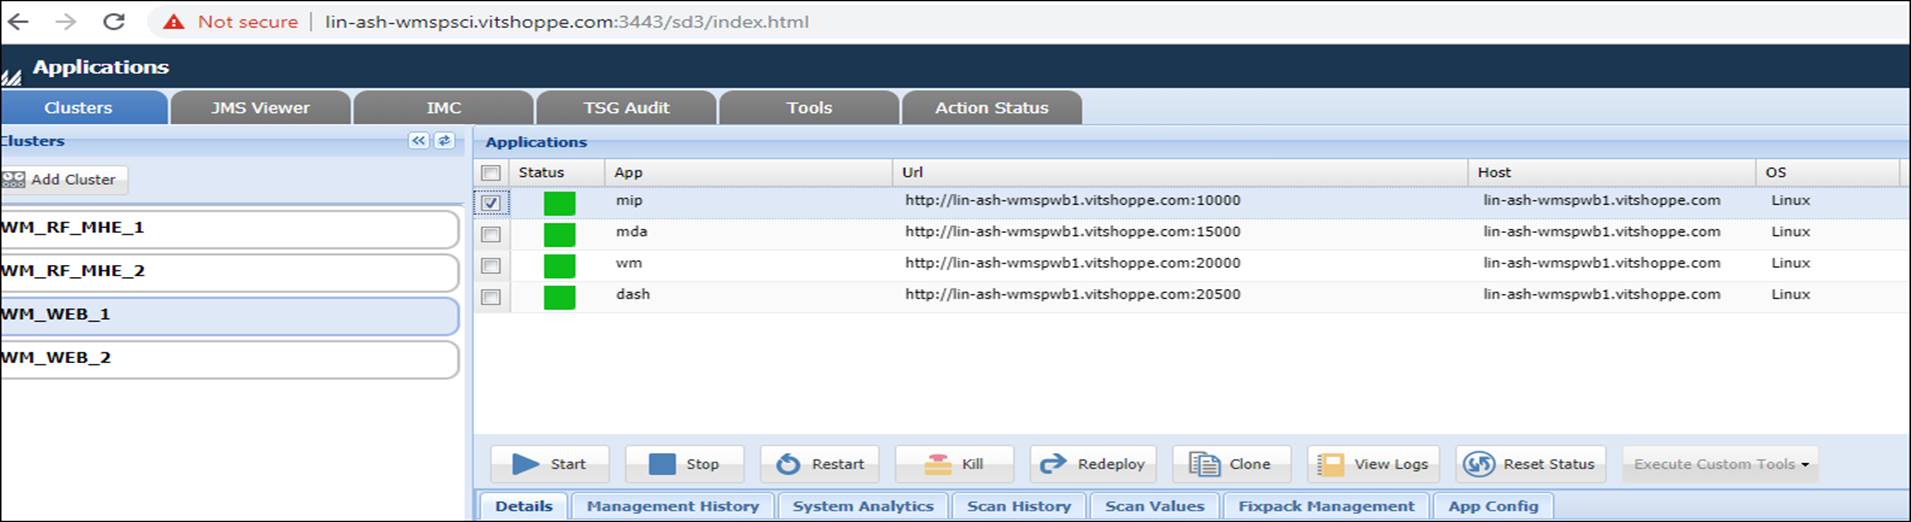 Not secure | lin-ash-wmspsci.vitshoppe.com:3443/sd3/index.html
Applications
Clusters JMS Viewer IMC TSG Audit Tools Action Status
Clusters
Add Cluster
WM_RF_MHE_1
WM_RF_MHE_2
WM_WEB_1
WM_WEB_2
Applications
Status App Url Host OS
mip http://lin-ash-wmspwb1.vitshoppe.com:10000 lin-ash-wmspwb1.vitshoppe.com Linux
mda http://lin-ash-wmspwb1.vitshoppe.com:15000 lin-ash-wmspwb1.vitshoppe.com Linux
wm http://lin-ash-wmspwb1.vitshoppe.com:20000 lin-ash-wmspwb1.vitshoppe.com Linux
dash http://lin-ash-wmspwb1.vitshoppe.com:20500 lin-ash-wmspwb1.vitshoppe.com Linux
Start Stop Restart Kill Redeploy Clone View Logs Reset Status Execute Custom Tools
Details Management History System Analytics Scan History Scan Values Fixpack Management App Config